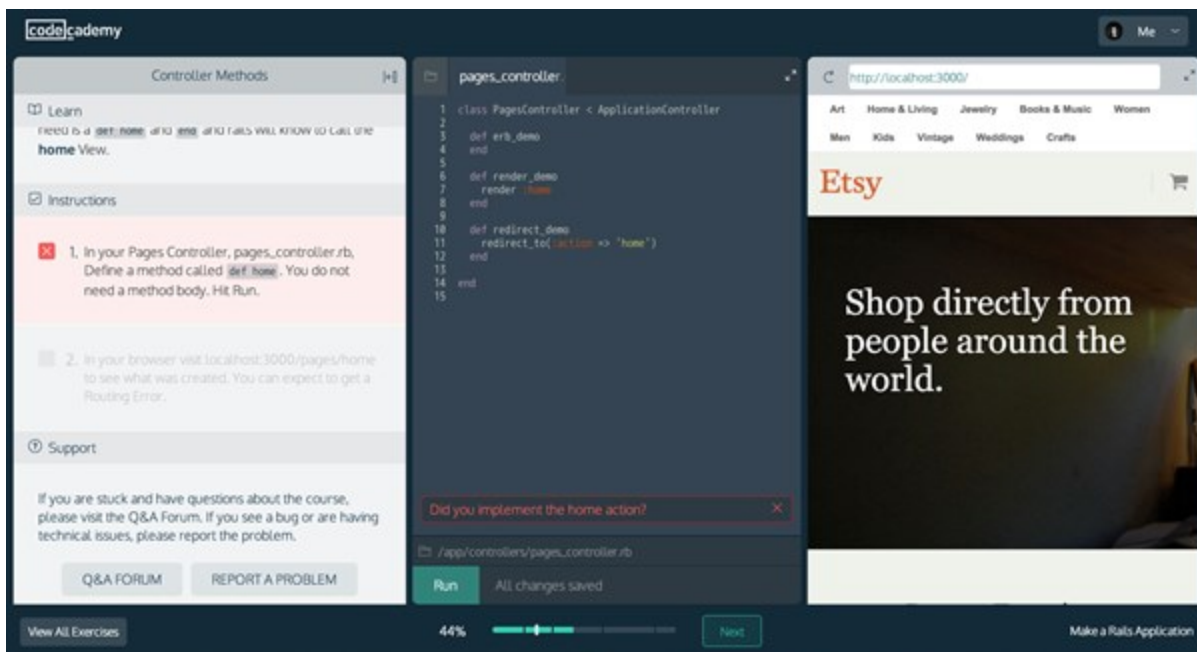 codecademy
Me
Controller Methods
Learn
need is a def home and end and rails will know to call the
home View.
Instructions
1. In your Pages Controller, pages_controller.rb,
Define a method called def home. You do not
need a method body. Hit Run.
2. In your browser visit localhost:3000/pages/home
to see what was created. You can expect to get a
Routing Error.
Support
If you are stuck and have questions about the course,
please visit the Q&A Forum. If you see a bug or are having
technical issues, please report the problem.
Q&A FORUM REPORT A PROBLEM
View All Exercises
pages_controller.
1 class PagesController < ApplicationController
2
3 def erb_demo
4 end
5
6 def render_demo
7 render :home
8 end
9
10 def redirect_demo
11 redirect_to(:action => 'home')
12 end
13
14 end
15
Did you implement the home action?
/app/controllers/pages_controller.rb
Run All changes saved
44% Next
http://localhost:3000/
Art Home & Living Jewelry Books & Music Women
Men Kids Vintage Weddings Crafts
Etsy
Shop directly from
people around the
world.
Make a Rails Application